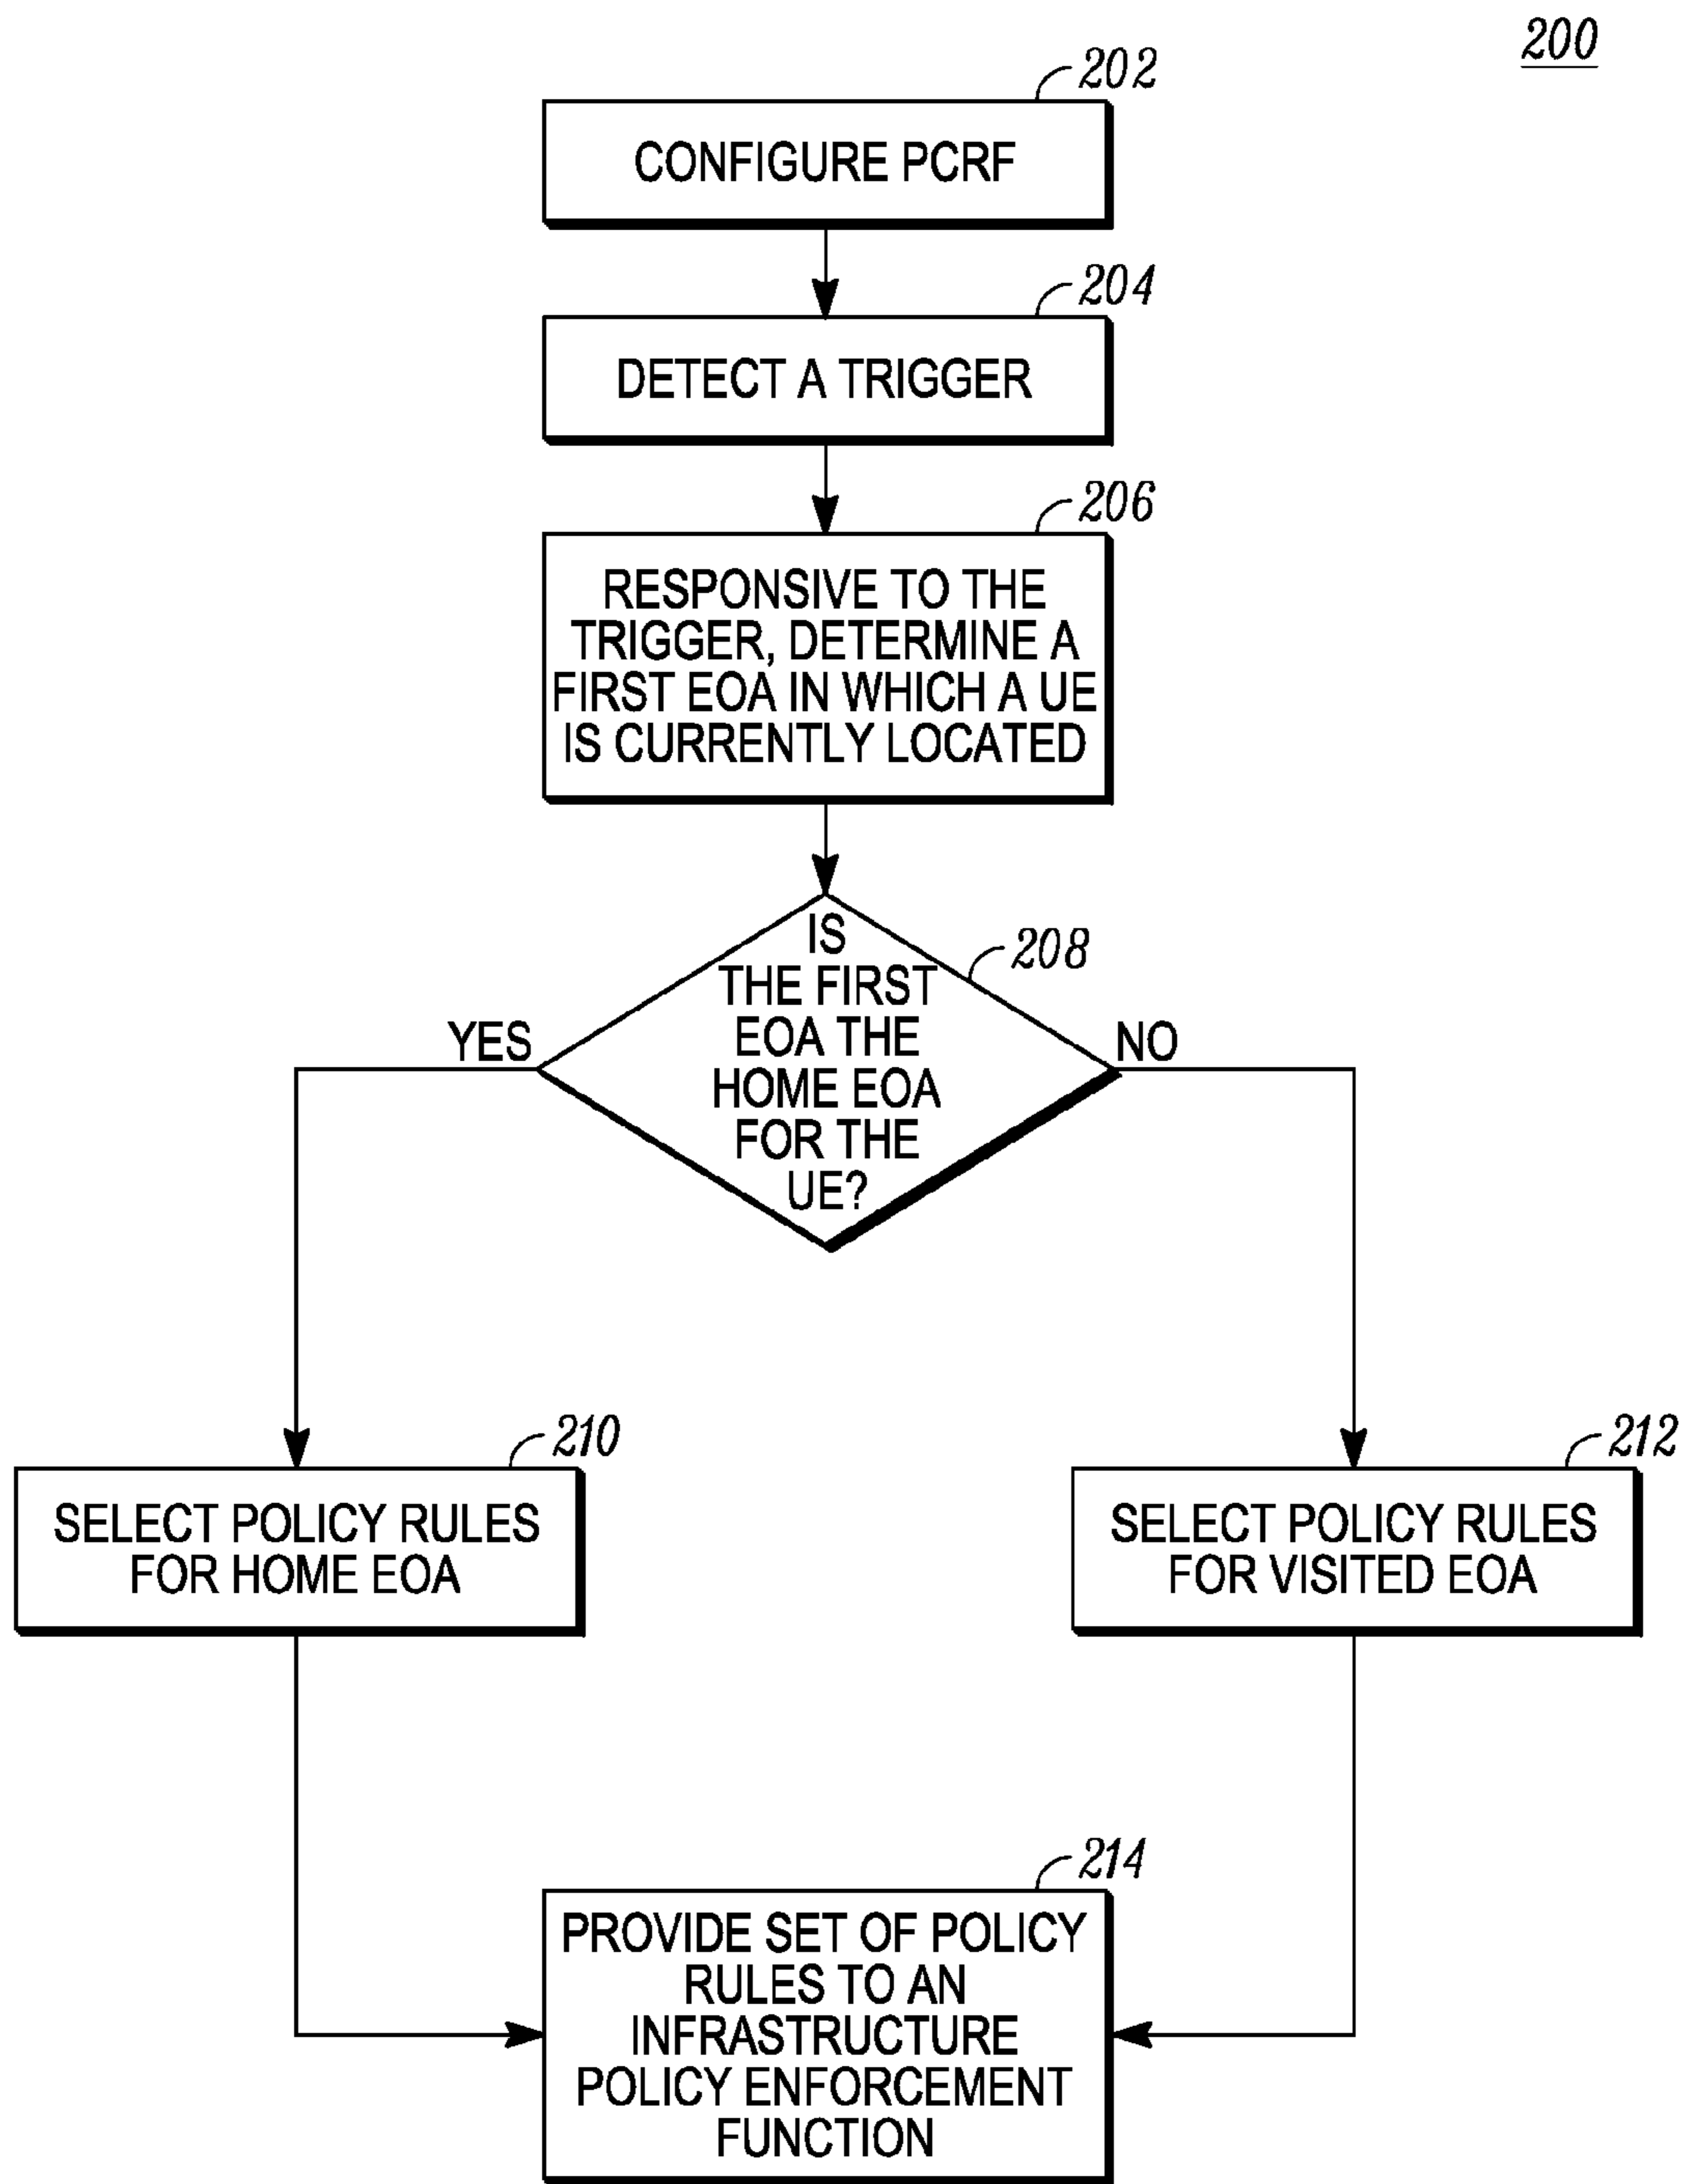 200
202
CONFIGURE PCRF
204
DETECT A TRIGGER
206
RESPONSIVE TO THE
TRIGGER, DETERMINE A
FIRST EOA IN WHICH A UE
IS CURRENTLY LOCATED
208
IS
THE FIRST
EOA THE
HOME EOA
FOR THE
UE?
YES
NO
210
SELECT POLICY RULES
FOR HOME EOA
212
SELECT POLICY RULES
FOR VISITED EOA
214
PROVIDE SET OF POLICY
RULES TO AN
INFRASTRUCTURE
POLICY ENFORCEMENT
FUNCTION